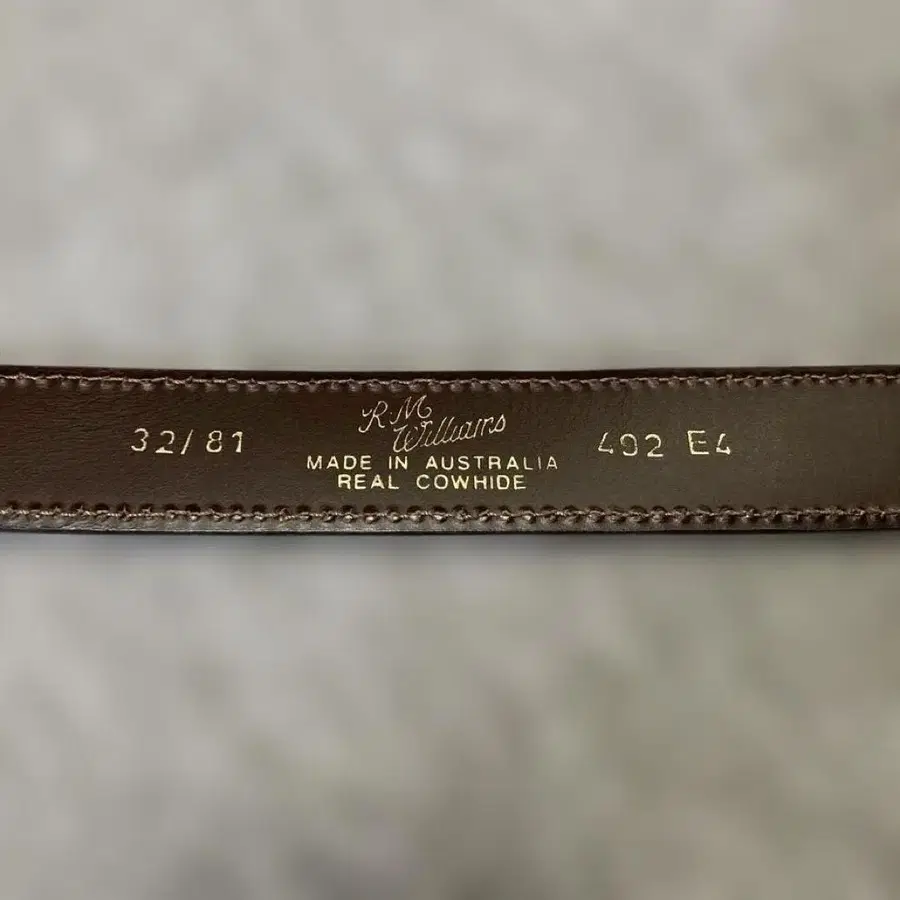 32/81
R.M.
Williams
MADE IN AUSTRALIA
REAL COWHIDE
492 E4